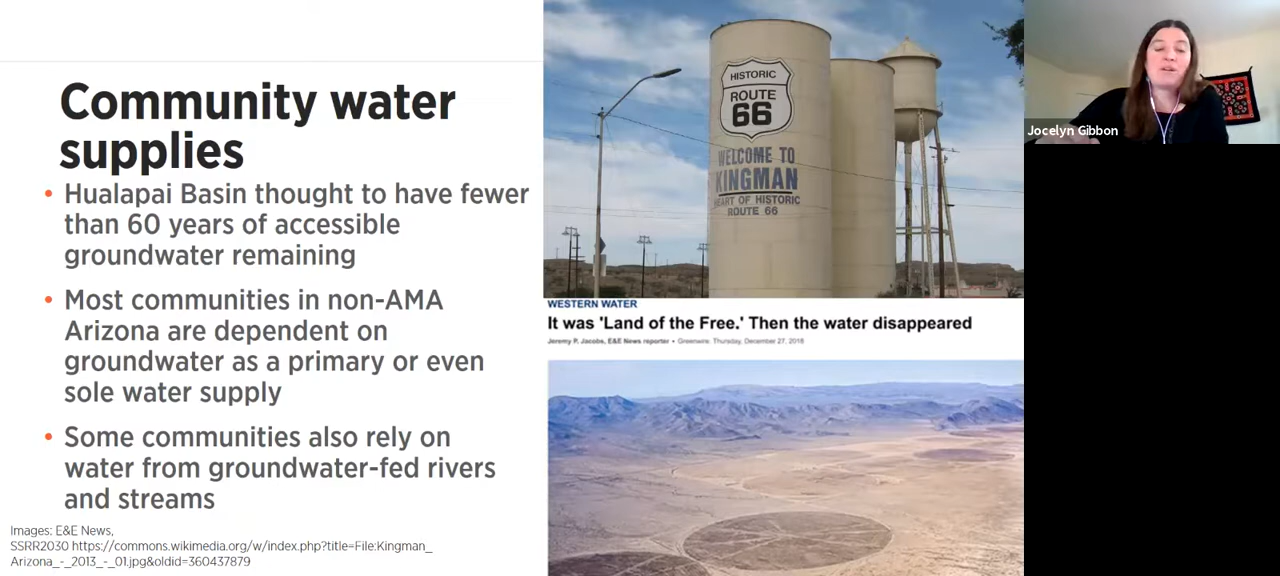 Community water
supplies
• Hualapai Basin thought to have fewer
than 60 years of accessible
groundwater remaining
• Most communities in non-AMA
Arizona are dependent on
groundwater as a primary or even
sole water supply
• Some communities also rely on
water from groundwater-fed rivers
and streams
Images: E&E News,
SSRR2030 https://commons.wikimedia.org/w/index.php?title=File:Kingman_
Arizona_-_2013_-_01.jpg&oldid=360437879
HISTORIC
ROUTE
66
WELCOME TO
KINGMAN
HEART OF HISTORIC
ROUTE 66
WESTERN WATER
It was 'Land of the Free.' Then the water disappeared
Jeremy P. Jacobs, E&E News reporter • Greenwire: Thursday, December 27, 2018
Jocelyn Gibbon